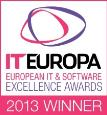 IT EUROPA
EUROPEAN IT & SOFTWARE
EXCELLENCE AWARDS
2013 WINNER